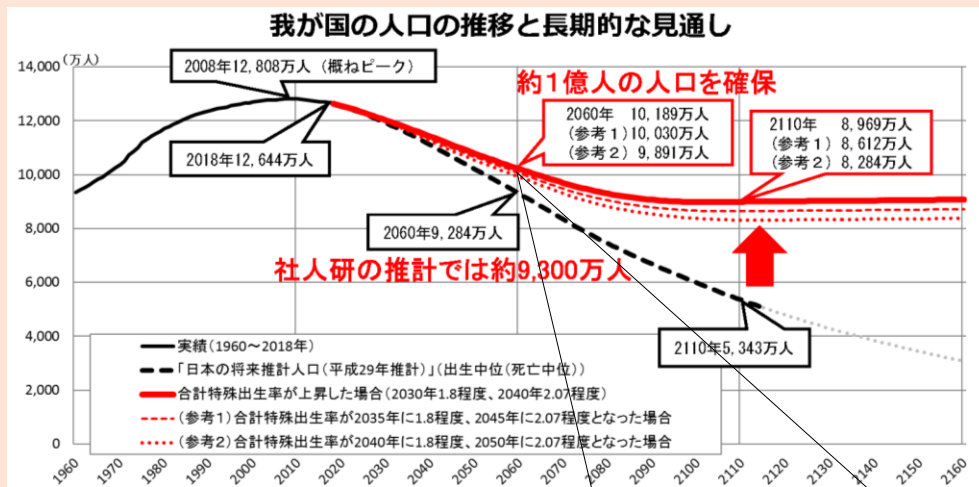 我が国の人口の推移と長期的な見通し
(万人)
14,000
12,000
10,000
8,000
6,000
4,000
2,000
0
2008年12,808万人（概ねピーク）
2018年12,644万人
約1億人の人口を確保
2060年　10,189万人
(参考1)10,030万人
(参考2) 9,891万人
2110年　8,969万人
(参考1) 8,612万人
(参考2) 8,284万人
2060年9,284万人
社人研の推計では約9,300万人
2110年5,343万人
実績(1960～2018年)
「日本の将来推計人口(平成29年推計)」(出生中位(死亡中位))
合計特殊出生率が上昇した場合(2030年1.8程度、2040年2.07程度)
(参考1)合計特殊出生率が2035年に1.8程度、2045年に2.07程度となった場合
(参考2)合計特殊出生率が2040年に1.8程度、2050年に2.07程度となった場合
1960 1970 1980 1990 2000 2010 2020 2030 2040 2050 2060 2070 2080 2090 2100 2110 2120 2130 2140 2150 2160